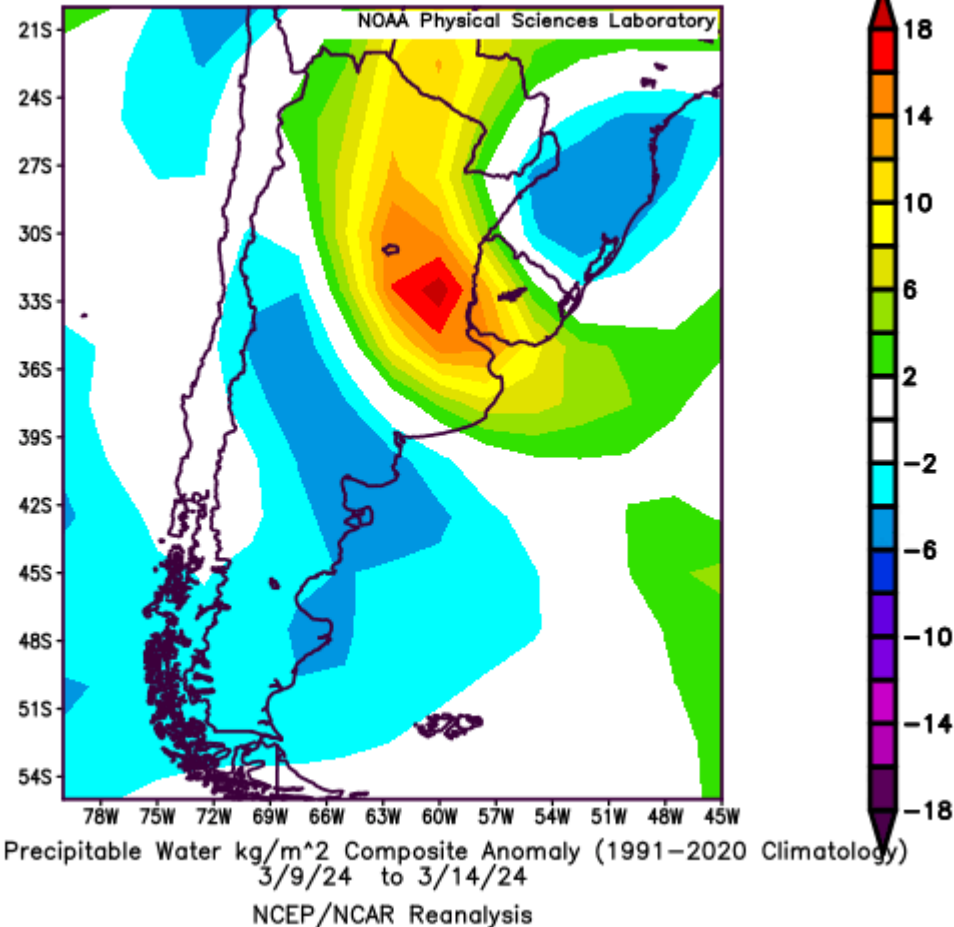 NOAA Physical Sciences Laboratory
21S
24S
27S
30S
33S
36S
39S
42S
45S
48S
51S
54S
78W 75W 72W 69W 66W 63W 60W 57W 54W 51W 48W 45W
18
14
10
6
2
-2
-6
-10
-14
-18
Precipitable Water kg/m^2 Composite Anomaly (1991-2020 Climatology)
3/9/24 to 3/14/24
NCEP/NCAR Reanalysis